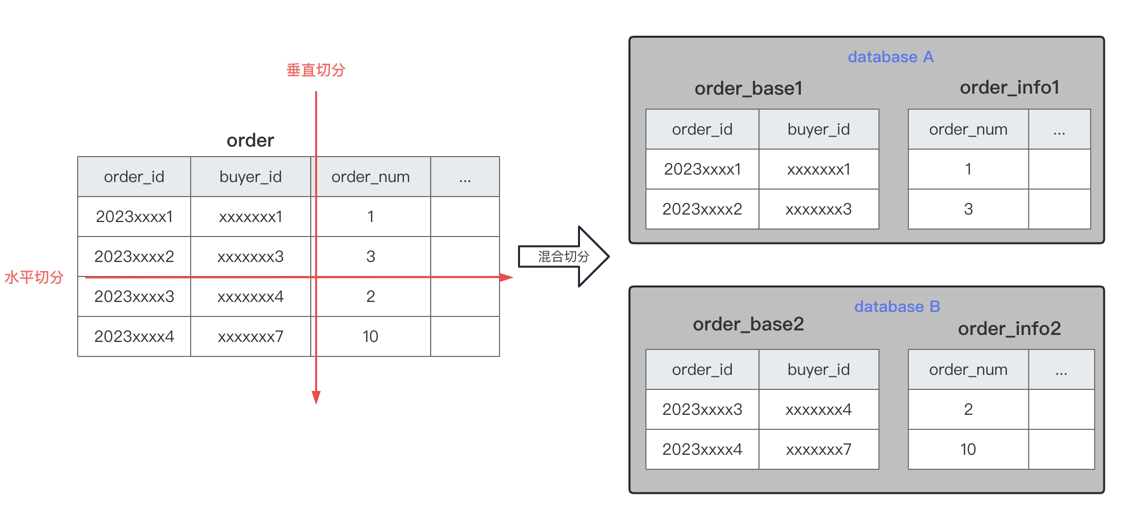 垂直切分
order
order_id buyer_id order_num ...
2023xxxx1 xxxxxxx1 1
2023xxxx2 xxxxxxx3 3
水平切分
2023xxxx3 xxxxxxx4 2
2023xxxx4 xxxxxxx7 10
混合切分
database A
order_base1 order_info1
order_id buyer_id order_num ...
2023xxxx1 xxxxxxx1 1
2023xxxx2 xxxxxxx3 3
database B
order_base2 order_info2
order_id buyer_id order_num ...
2023xxxx3 xxxxxxx4 2
2023xxxx4 xxxxxxx7 10